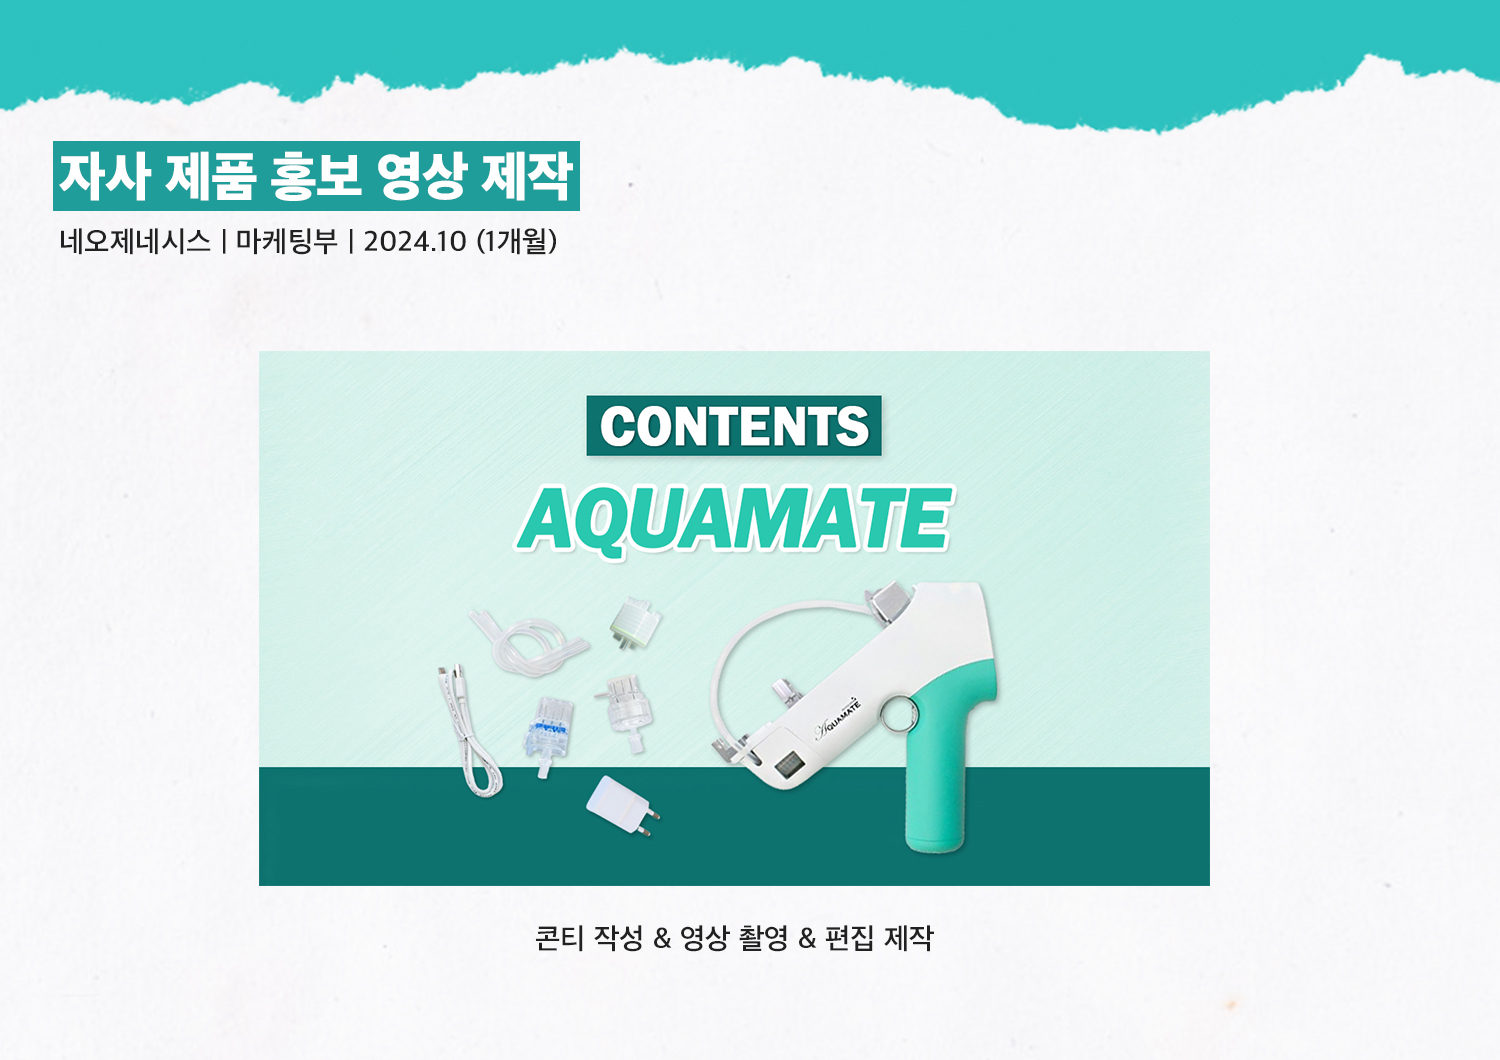 자사 제품 홍보 영상 제작
네오제네시스 | 마케팅부 | 2024.10 (1개월)
CONTENTS
AQUAMATE
AQUAMATE
콘티 작성 & 영상 촬영 & 편집 제작